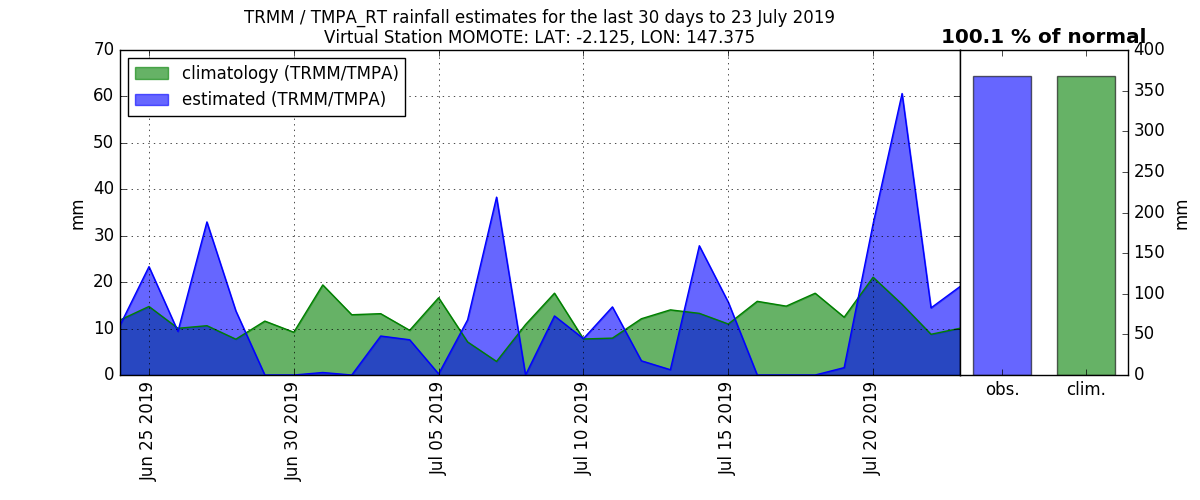 TRMM / TMPA_RT rainfall estimates for the last 30 days to 23 July 2019
Virtual Station MOMOTE: LAT: -2.125, LON: 147.375
100.1 % of normal
climatology (TRMM/TMPA)
estimated (TRMM/TMPA)
mm
70
60
50
40
30
20
10
0
Jun 25 2019
Jun 30 2019
Jul 05 2019
Jul 10 2019
Jul 15 2019
Jul 20 2019
obs.
clim.
400
350
300
250
200
150
100
50
0
mm